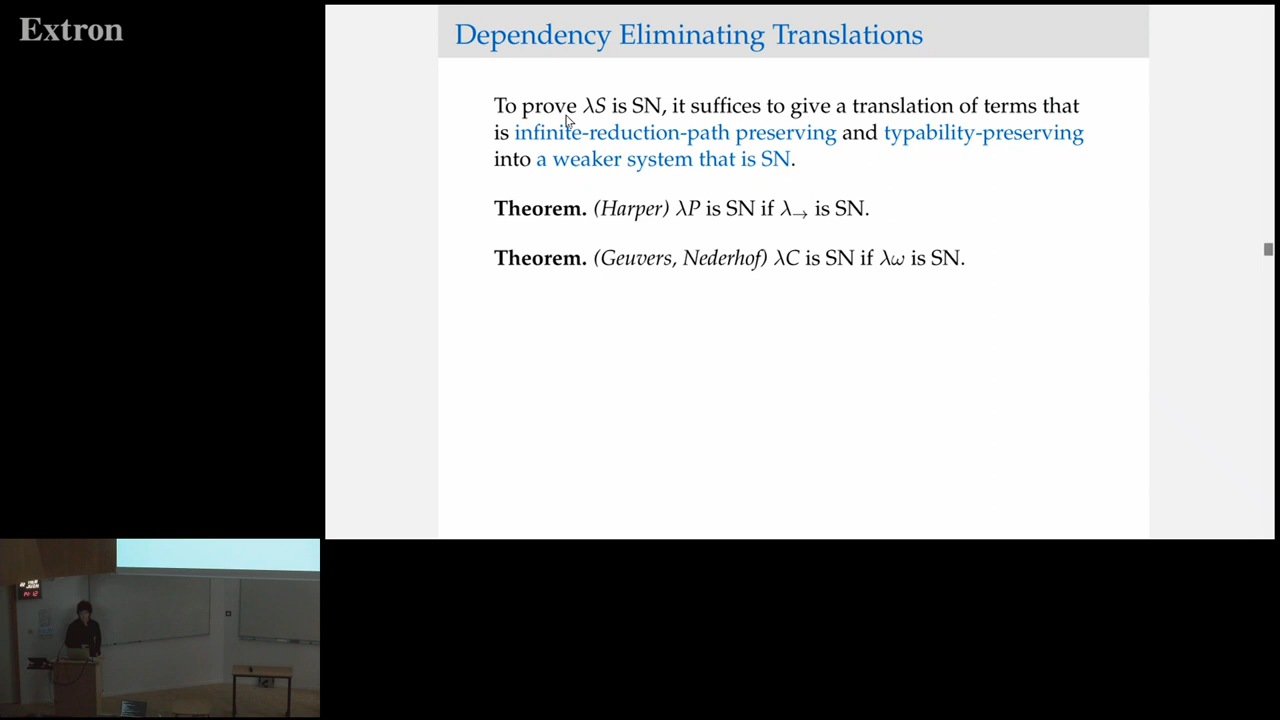 Extron
Dependency Eliminating Translations
To prove λS is SN, it suffices to give a translation of terms that
is infinite-reduction-path preserving and typability-preserving
into a weaker system that is SN.
Theorem. (Harper) λP is SN if λ→ is SN.
Theorem. (Geuvers, Nederhof) λC is SN if λω is SN.